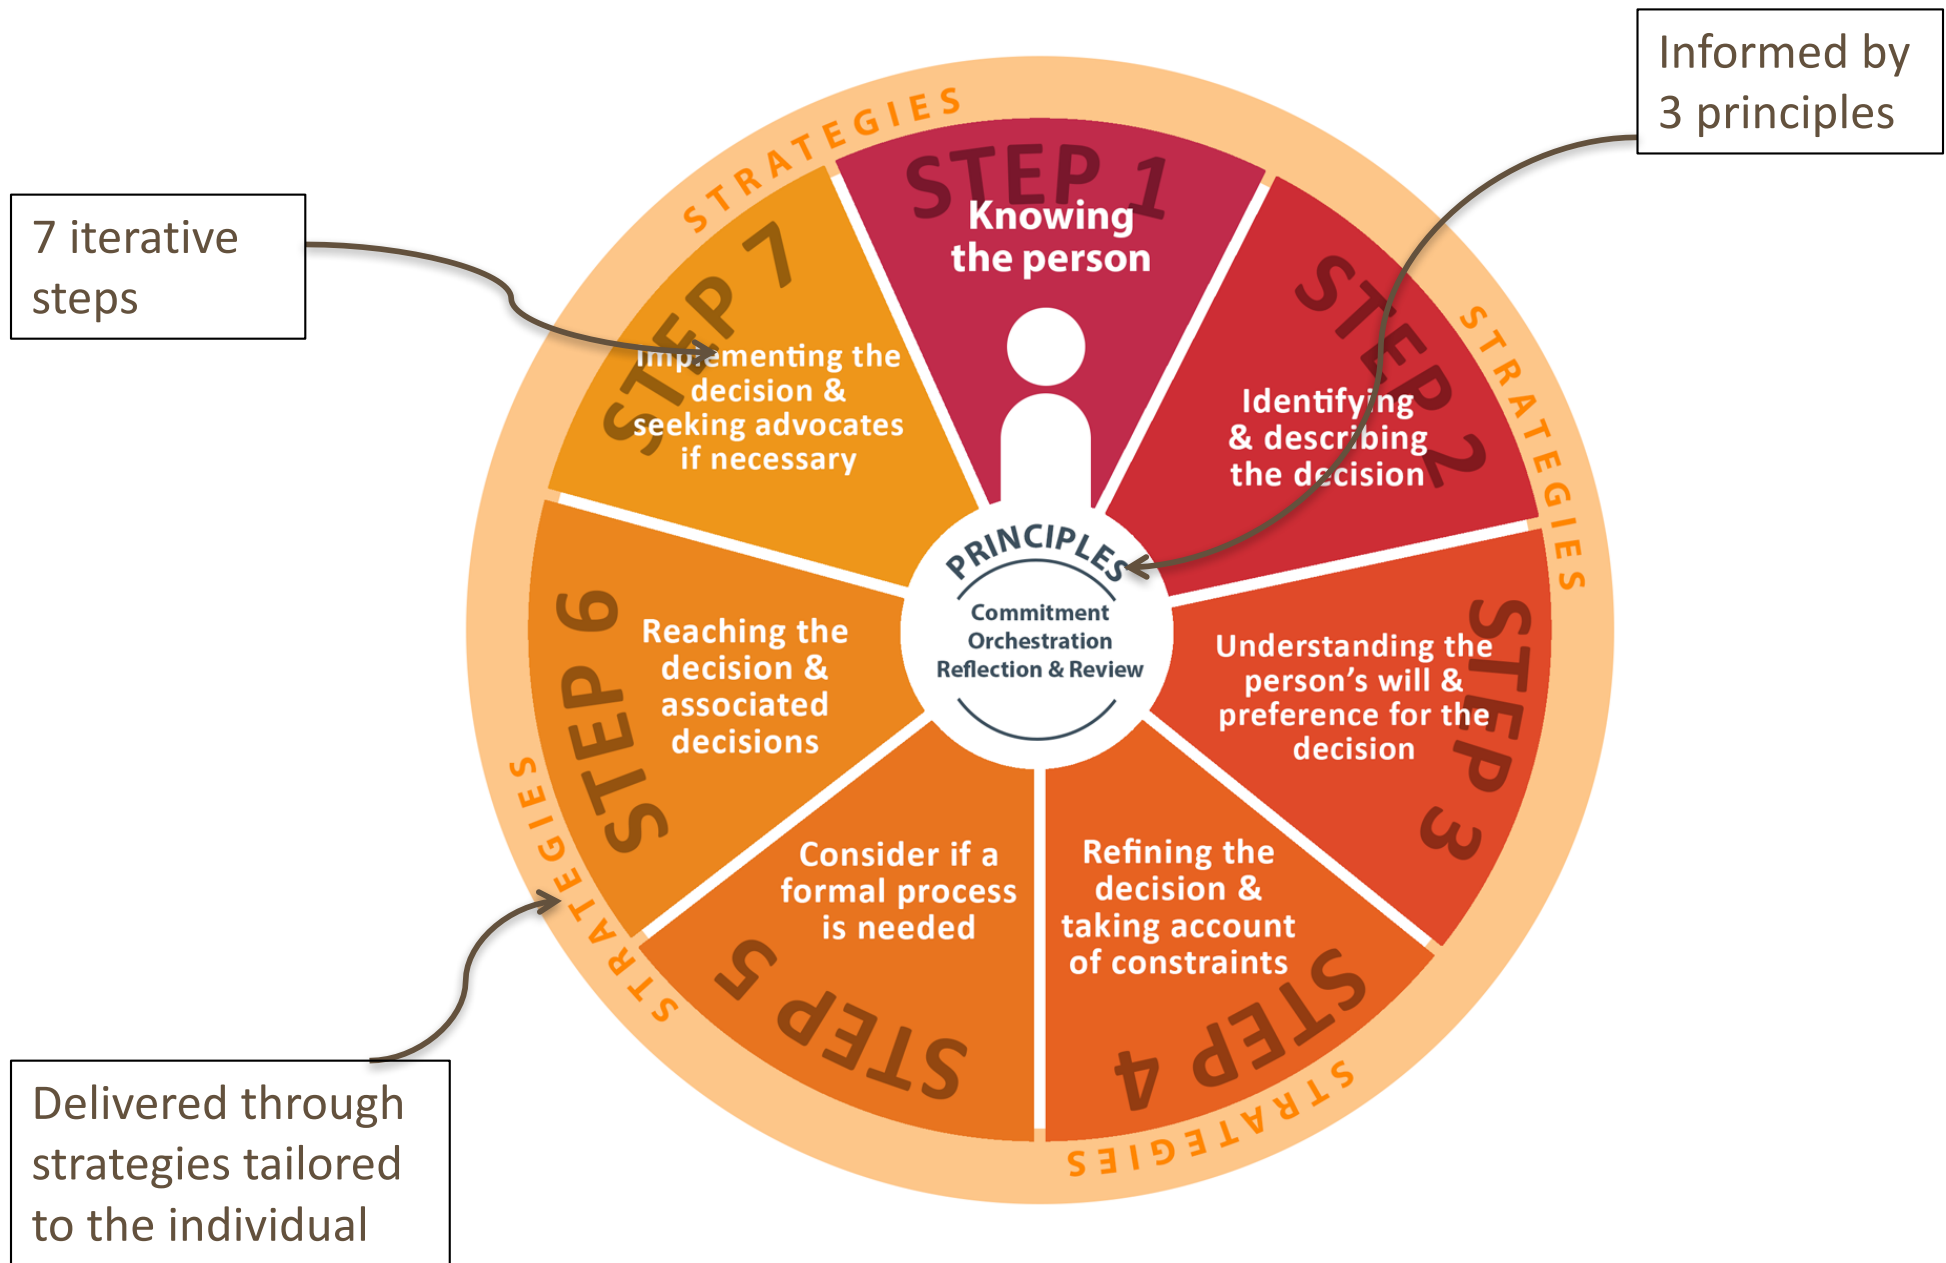 Informed by
3 principles
7 iterative
steps
Delivered through
strategies tailored
to the individual
STRATEGIES
STRATEGIES
STRATEGIES
STRATEGIES
STEP 1
Knowing
the person
STEP 2
Identifying
& describing
the decision
STEP 3
Understanding the
person’s will &
preference for the
decision
STEP 4
Refining the
decision &
taking account
of constraints
STEP 5
Consider if a
formal process
is needed
STEP 6
Reaching the
decision &
associated
decisions
STEP 7
Implementing the
decision &
seeking advocates
if necessary
PRINCIPLES
Commitment
Orchestration
Reflection & Review